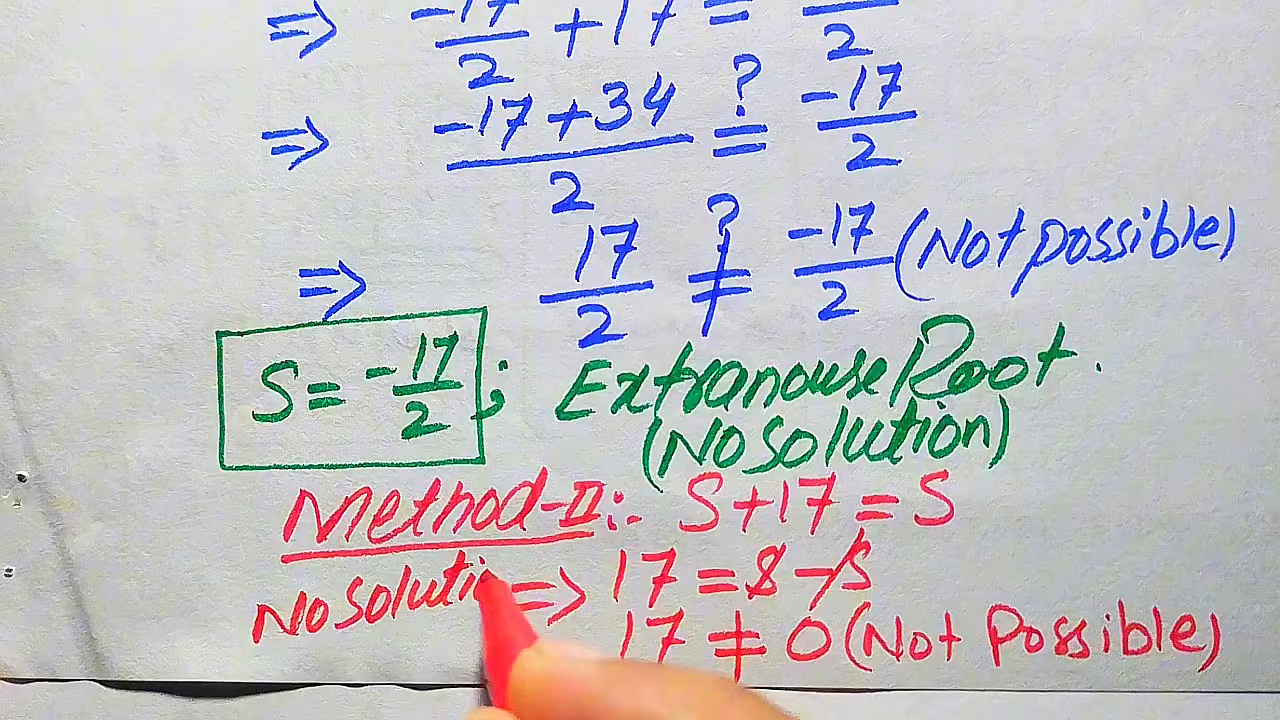 ⇒ -17/2 + 17 = /2
⇒ -17+34/2 ?= -17/2
⇒ 17/2 ?≠ -17/2 (Not possible)
S = -17/2 ; Extranouse Root.
(No solution)
Method-II:- S+17 = S
No soluti ⇒ 17 = S - S
17 ≠ 0 (Not Possible)